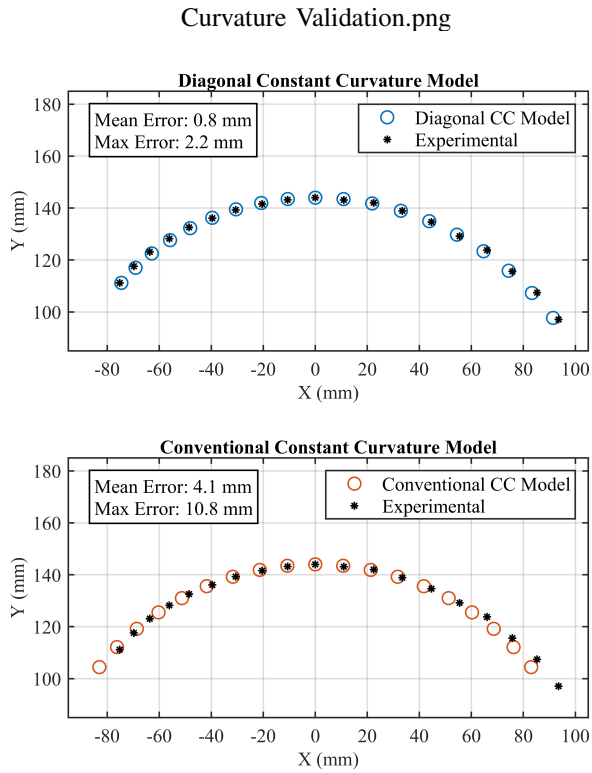 Curvature Validation.png
Diagonal Constant Curvature Model
Mean Error: 0.8 mm
Max Error: 2.2 mm
Diagonal CC Model
Experimental
180
160
140
120
100
Y (mm)
-80 -60 -40 -20 0 20 40 60 80 100
X (mm)
Conventional Constant Curvature Model
Mean Error: 4.1 mm
Max Error: 10.8 mm
Conventional CC Model
Experimental
180
160
140
120
100
Y (mm)
-80 -60 -40 -20 0 20 40 60 80 100
X (mm)